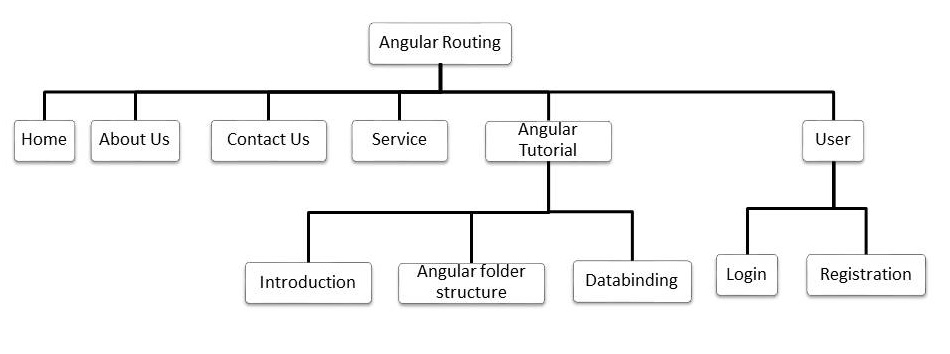 Angular Routing
Home
About Us
Contact Us
Service
Angular
Tutorial
User
Introduction
Angular folder
structure
Databinding
Login
Registration